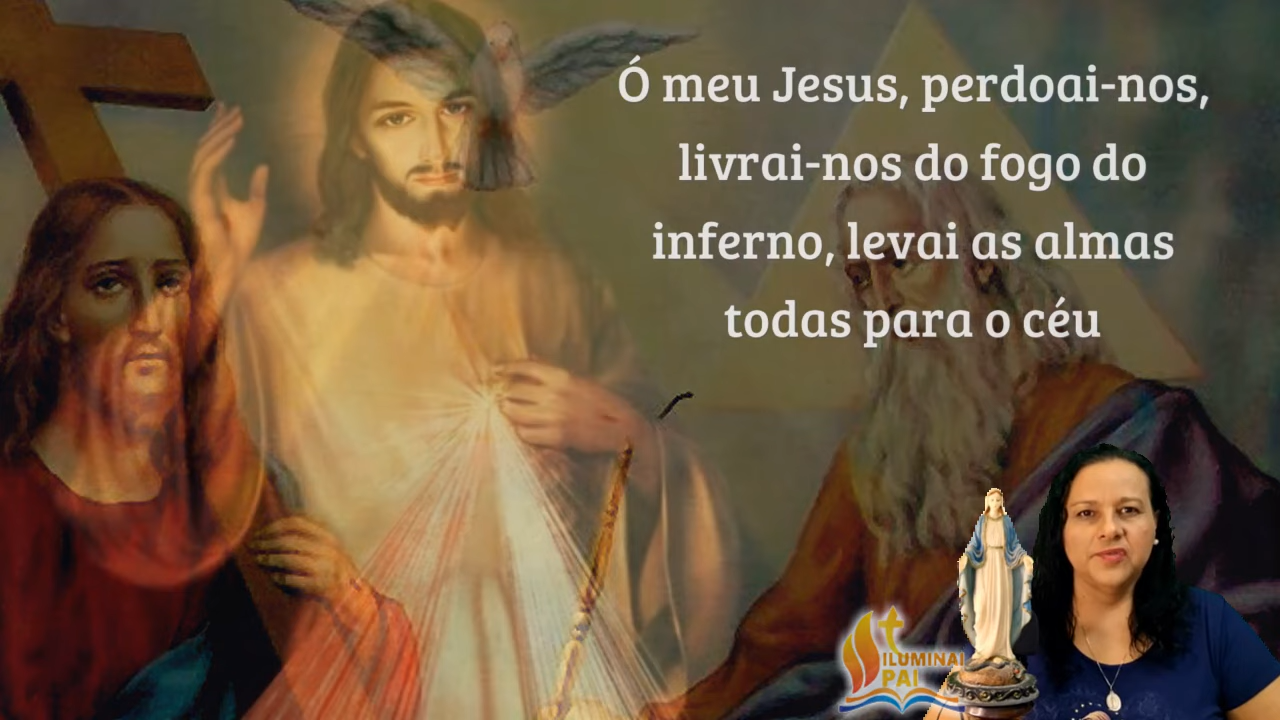 Ó meu Jesus, perdoai-nos,
livrai-nos do fogo do
inferno, levai as almas
todas para o céu
ILUMINAI
PAI